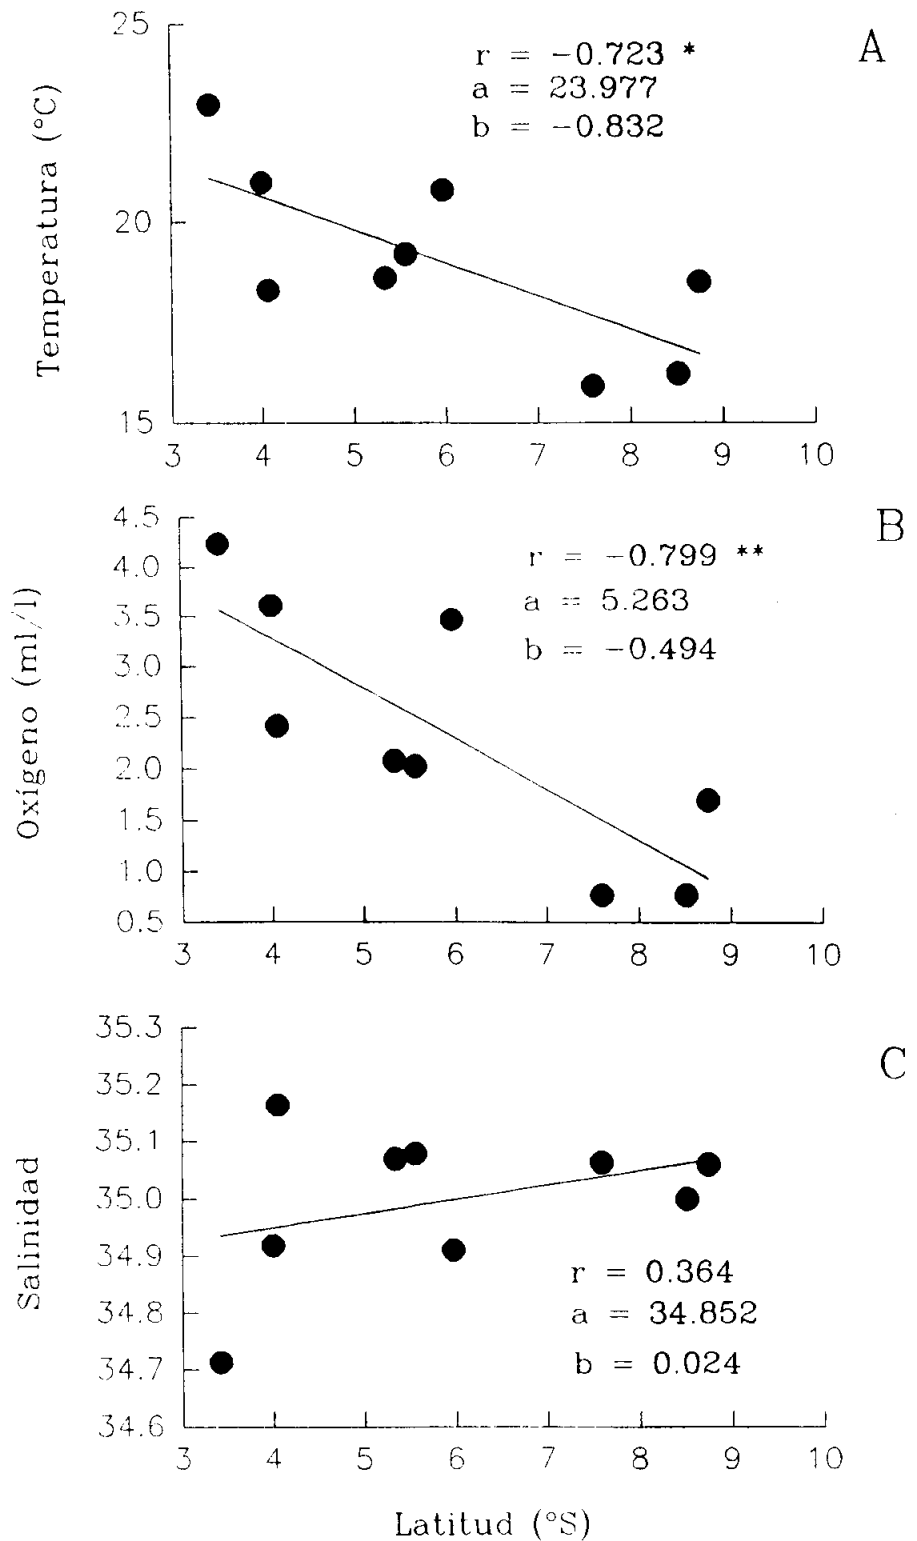 A
r = -0.723 *
a = 23.977
b = -0.832
Temperatura (°C)
25
20
15
3 4 5 6 7 8 9 10
B
r = -0.799 **
a = 5.263
b = -0.494
Oxígeno (ml/l)
4.5
4.0
3.5
3.0
2.5
2.0
1.5
1.0
0.5
3 4 5 6 7 8 9 10
C
Salinidad
35.3
35.2
35.1
35.0
34.9
34.8
34.7
34.6
r = 0.364
a = 34.852
b = 0.024
3 4 5 6 7 8 9 10
Latitud (°S)